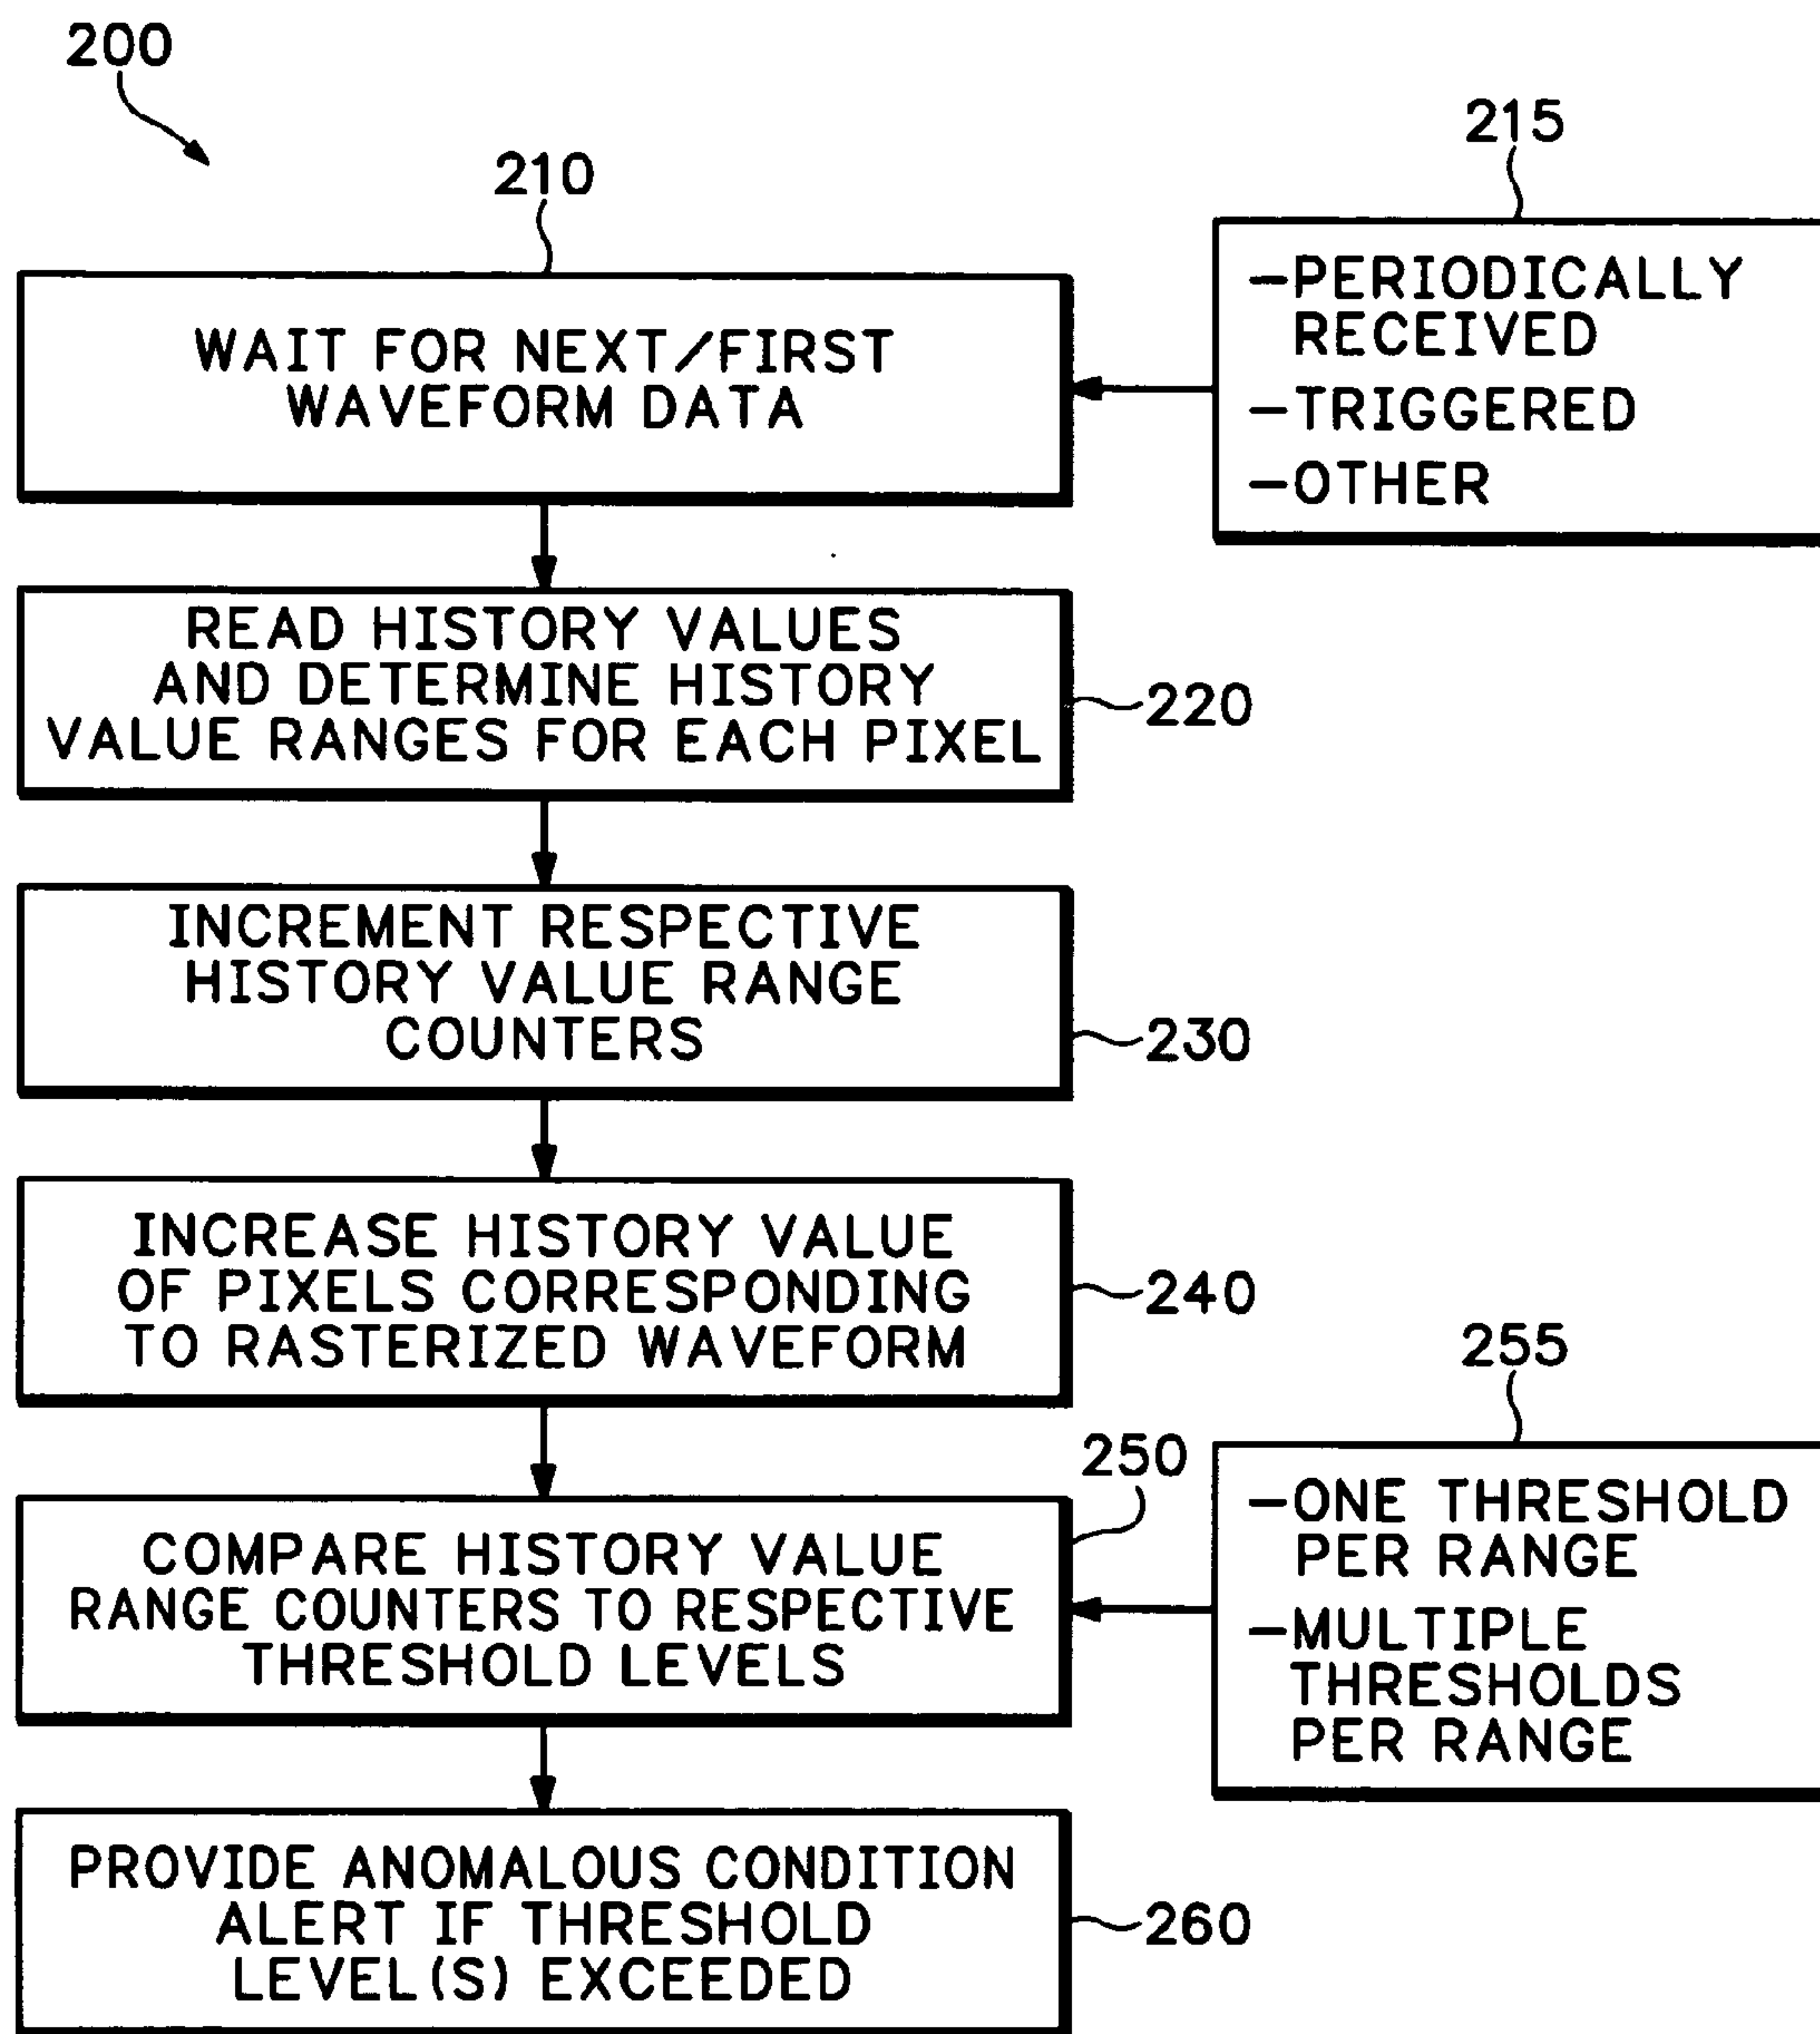 200
210
WAIT FOR NEXT/FIRST
WAVEFORM DATA
215
-PERIODICALLY
RECEIVED
-TRIGGERED
-OTHER
READ HISTORY VALUES
AND DETERMINE HISTORY
VALUE RANGES FOR EACH PIXEL
220
INCREMENT RESPECTIVE
HISTORY VALUE RANGE
COUNTERS
230
INCREASE HISTORY VALUE
OF PIXELS CORRESPONDING
TO RASTERIZED WAVEFORM
240
250
COMPARE HISTORY VALUE
RANGE COUNTERS TO RESPECTIVE
THRESHOLD LEVELS
255
-ONE THRESHOLD
PER RANGE
-MULTIPLE
THRESHOLDS
PER RANGE
PROVIDE ANOMALOUS CONDITION
ALERT IF THRESHOLD
LEVEL(S) EXCEEDED
260